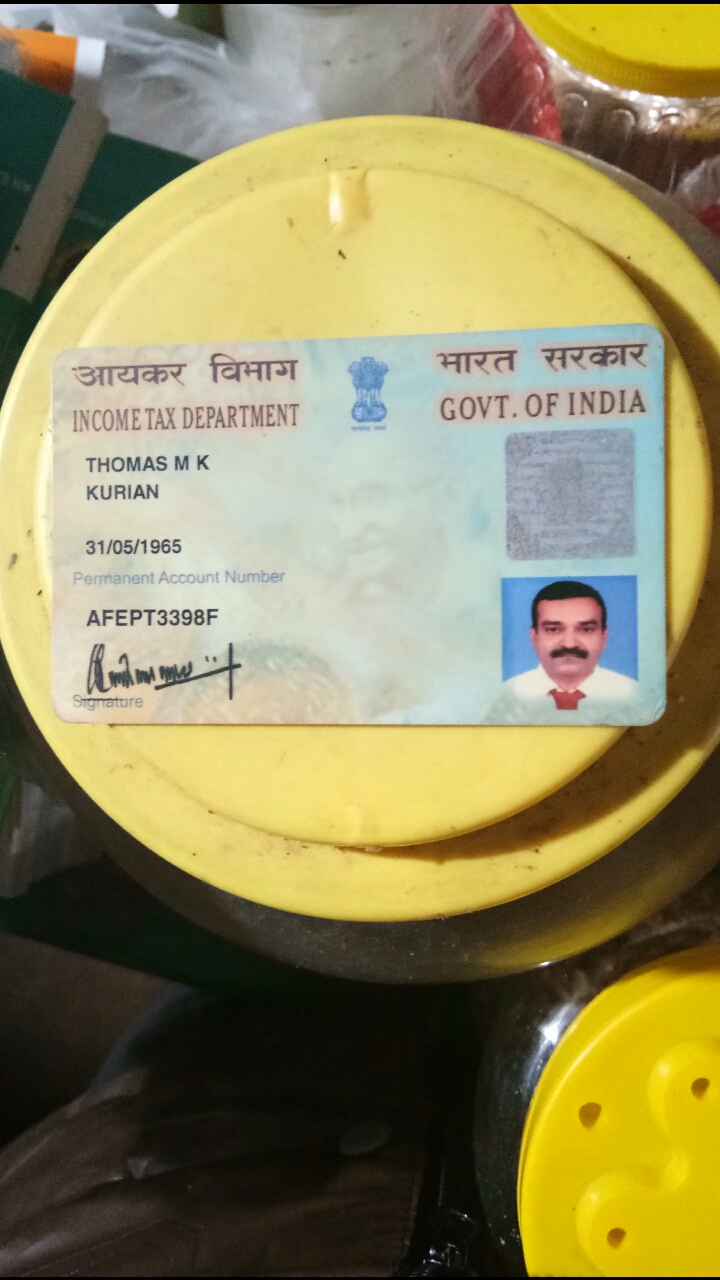 आयकर विभाग
INCOME TAX DEPARTMENT
भारत सरकार
GOVT. OF INDIA
THOMAS M K
KURIAN
31/05/1965
Permanent Account Number
AFEPT3398F
Signature